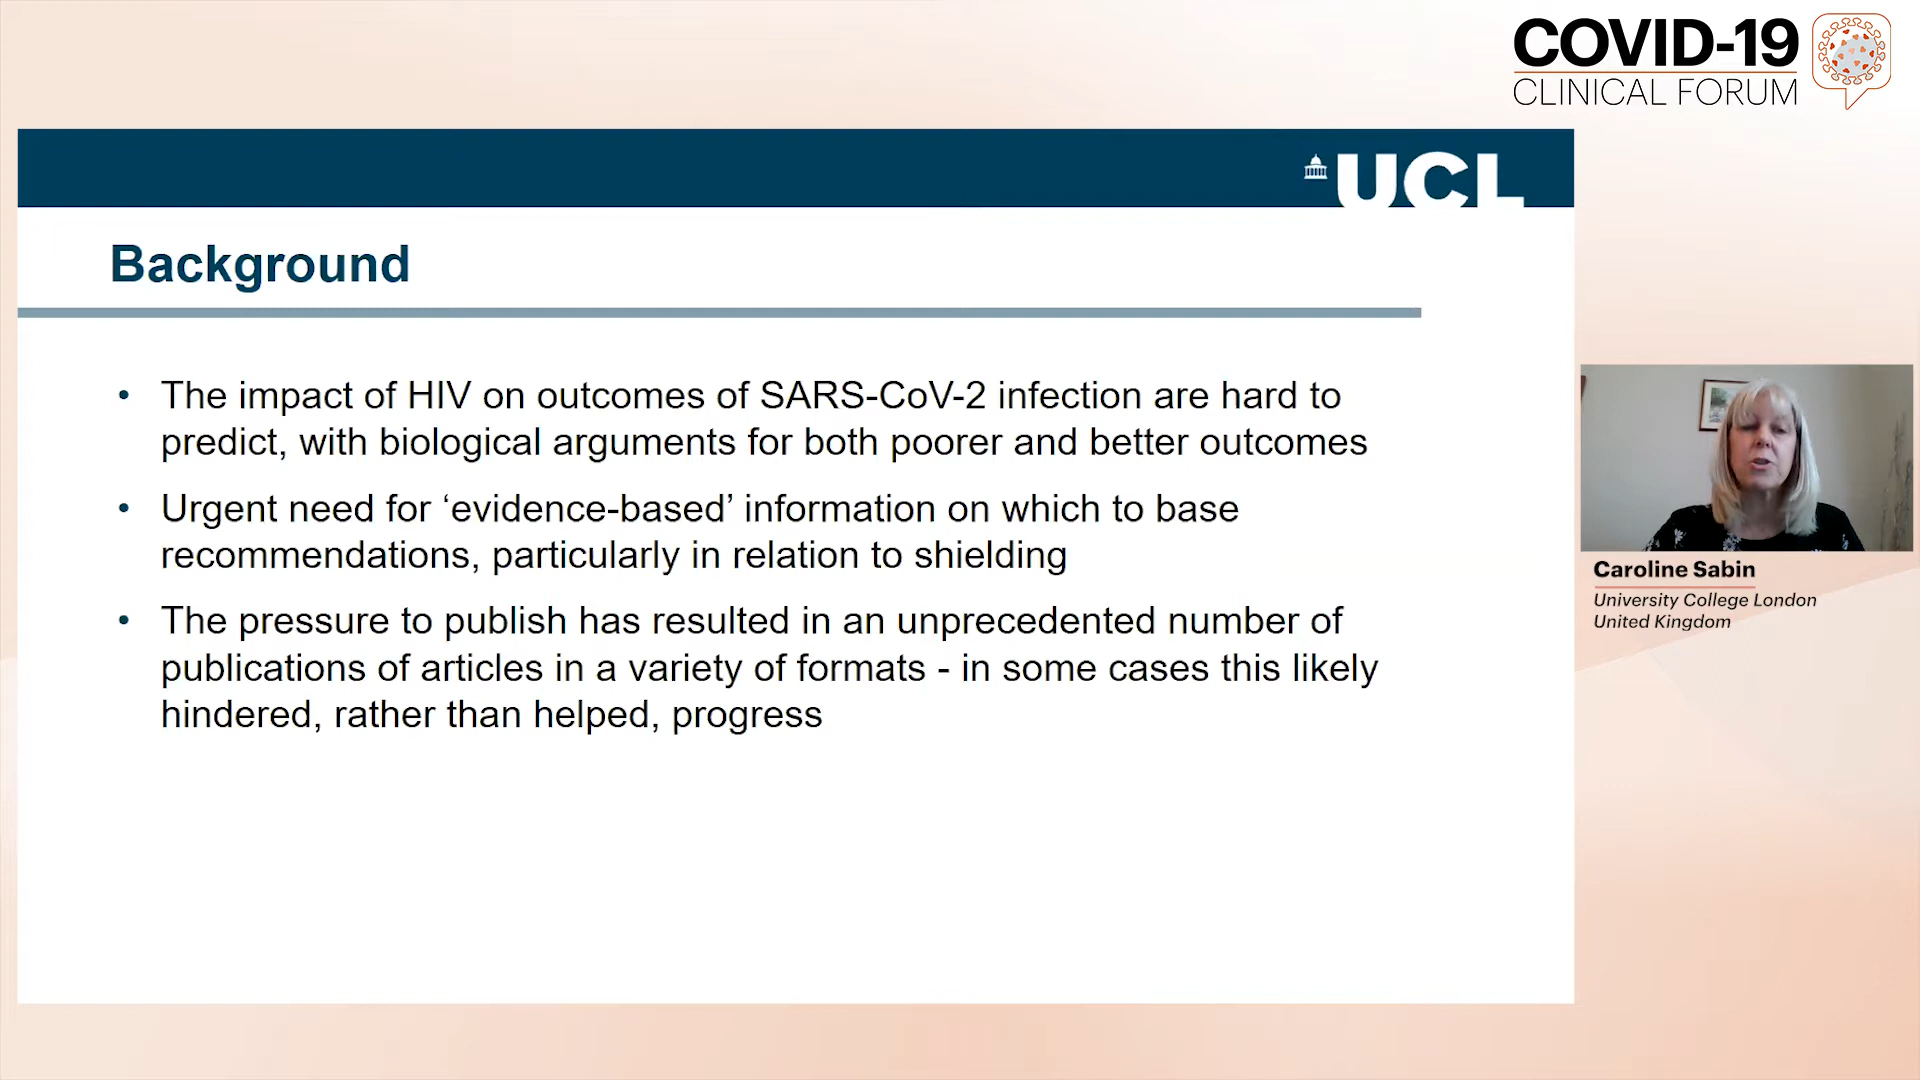 COVID-19
CLINICAL FORUM
UCL
Background
• The impact of HIV on outcomes of SARS-CoV-2 infection are hard to
predict, with biological arguments for both poorer and better outcomes
• Urgent need for ‘evidence-based’ information on which to base
recommendations, particularly in relation to shielding
• The pressure to publish has resulted in an unprecedented number of
publications of articles in a variety of formats - in some cases this likely
hindered, rather than helped, progress
Caroline Sabin
University College London
United Kingdom